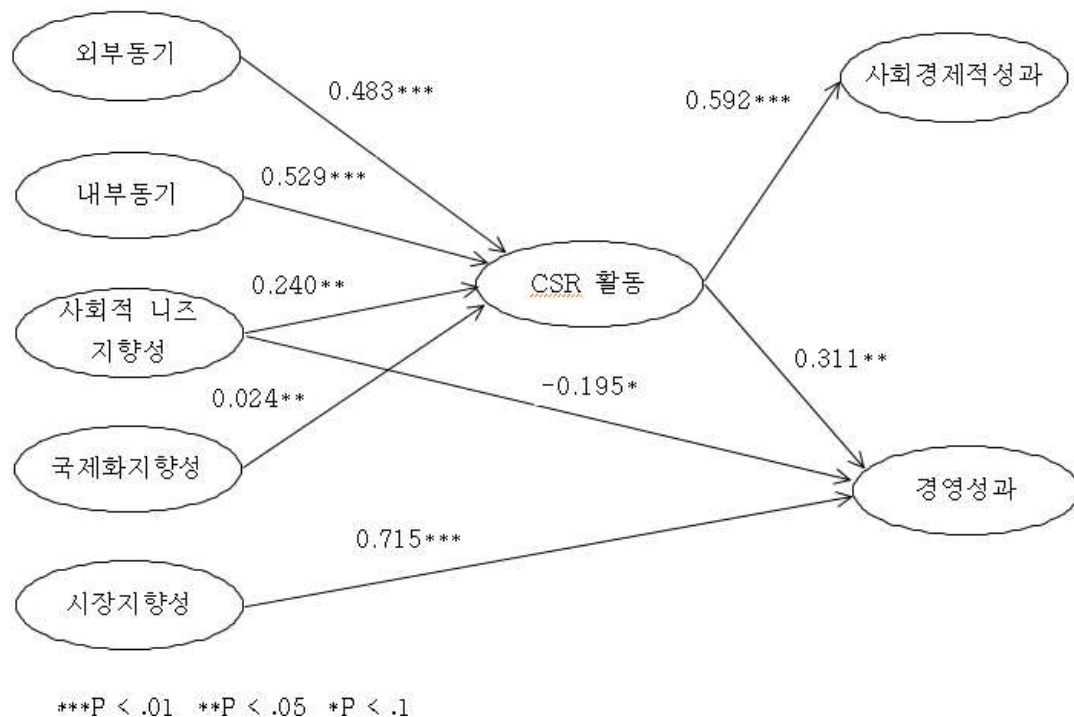 외부동기
0.483***
0.592***
사회경제적성과
내부동기
0.529***
CSR 활동
사회적 니즈
지향성
0.240**
-0.195*
0.311**
0.024**
국제화지향성
경영성과
0.715***
시장지향성
***P < .01 **P < .05 *P < .1